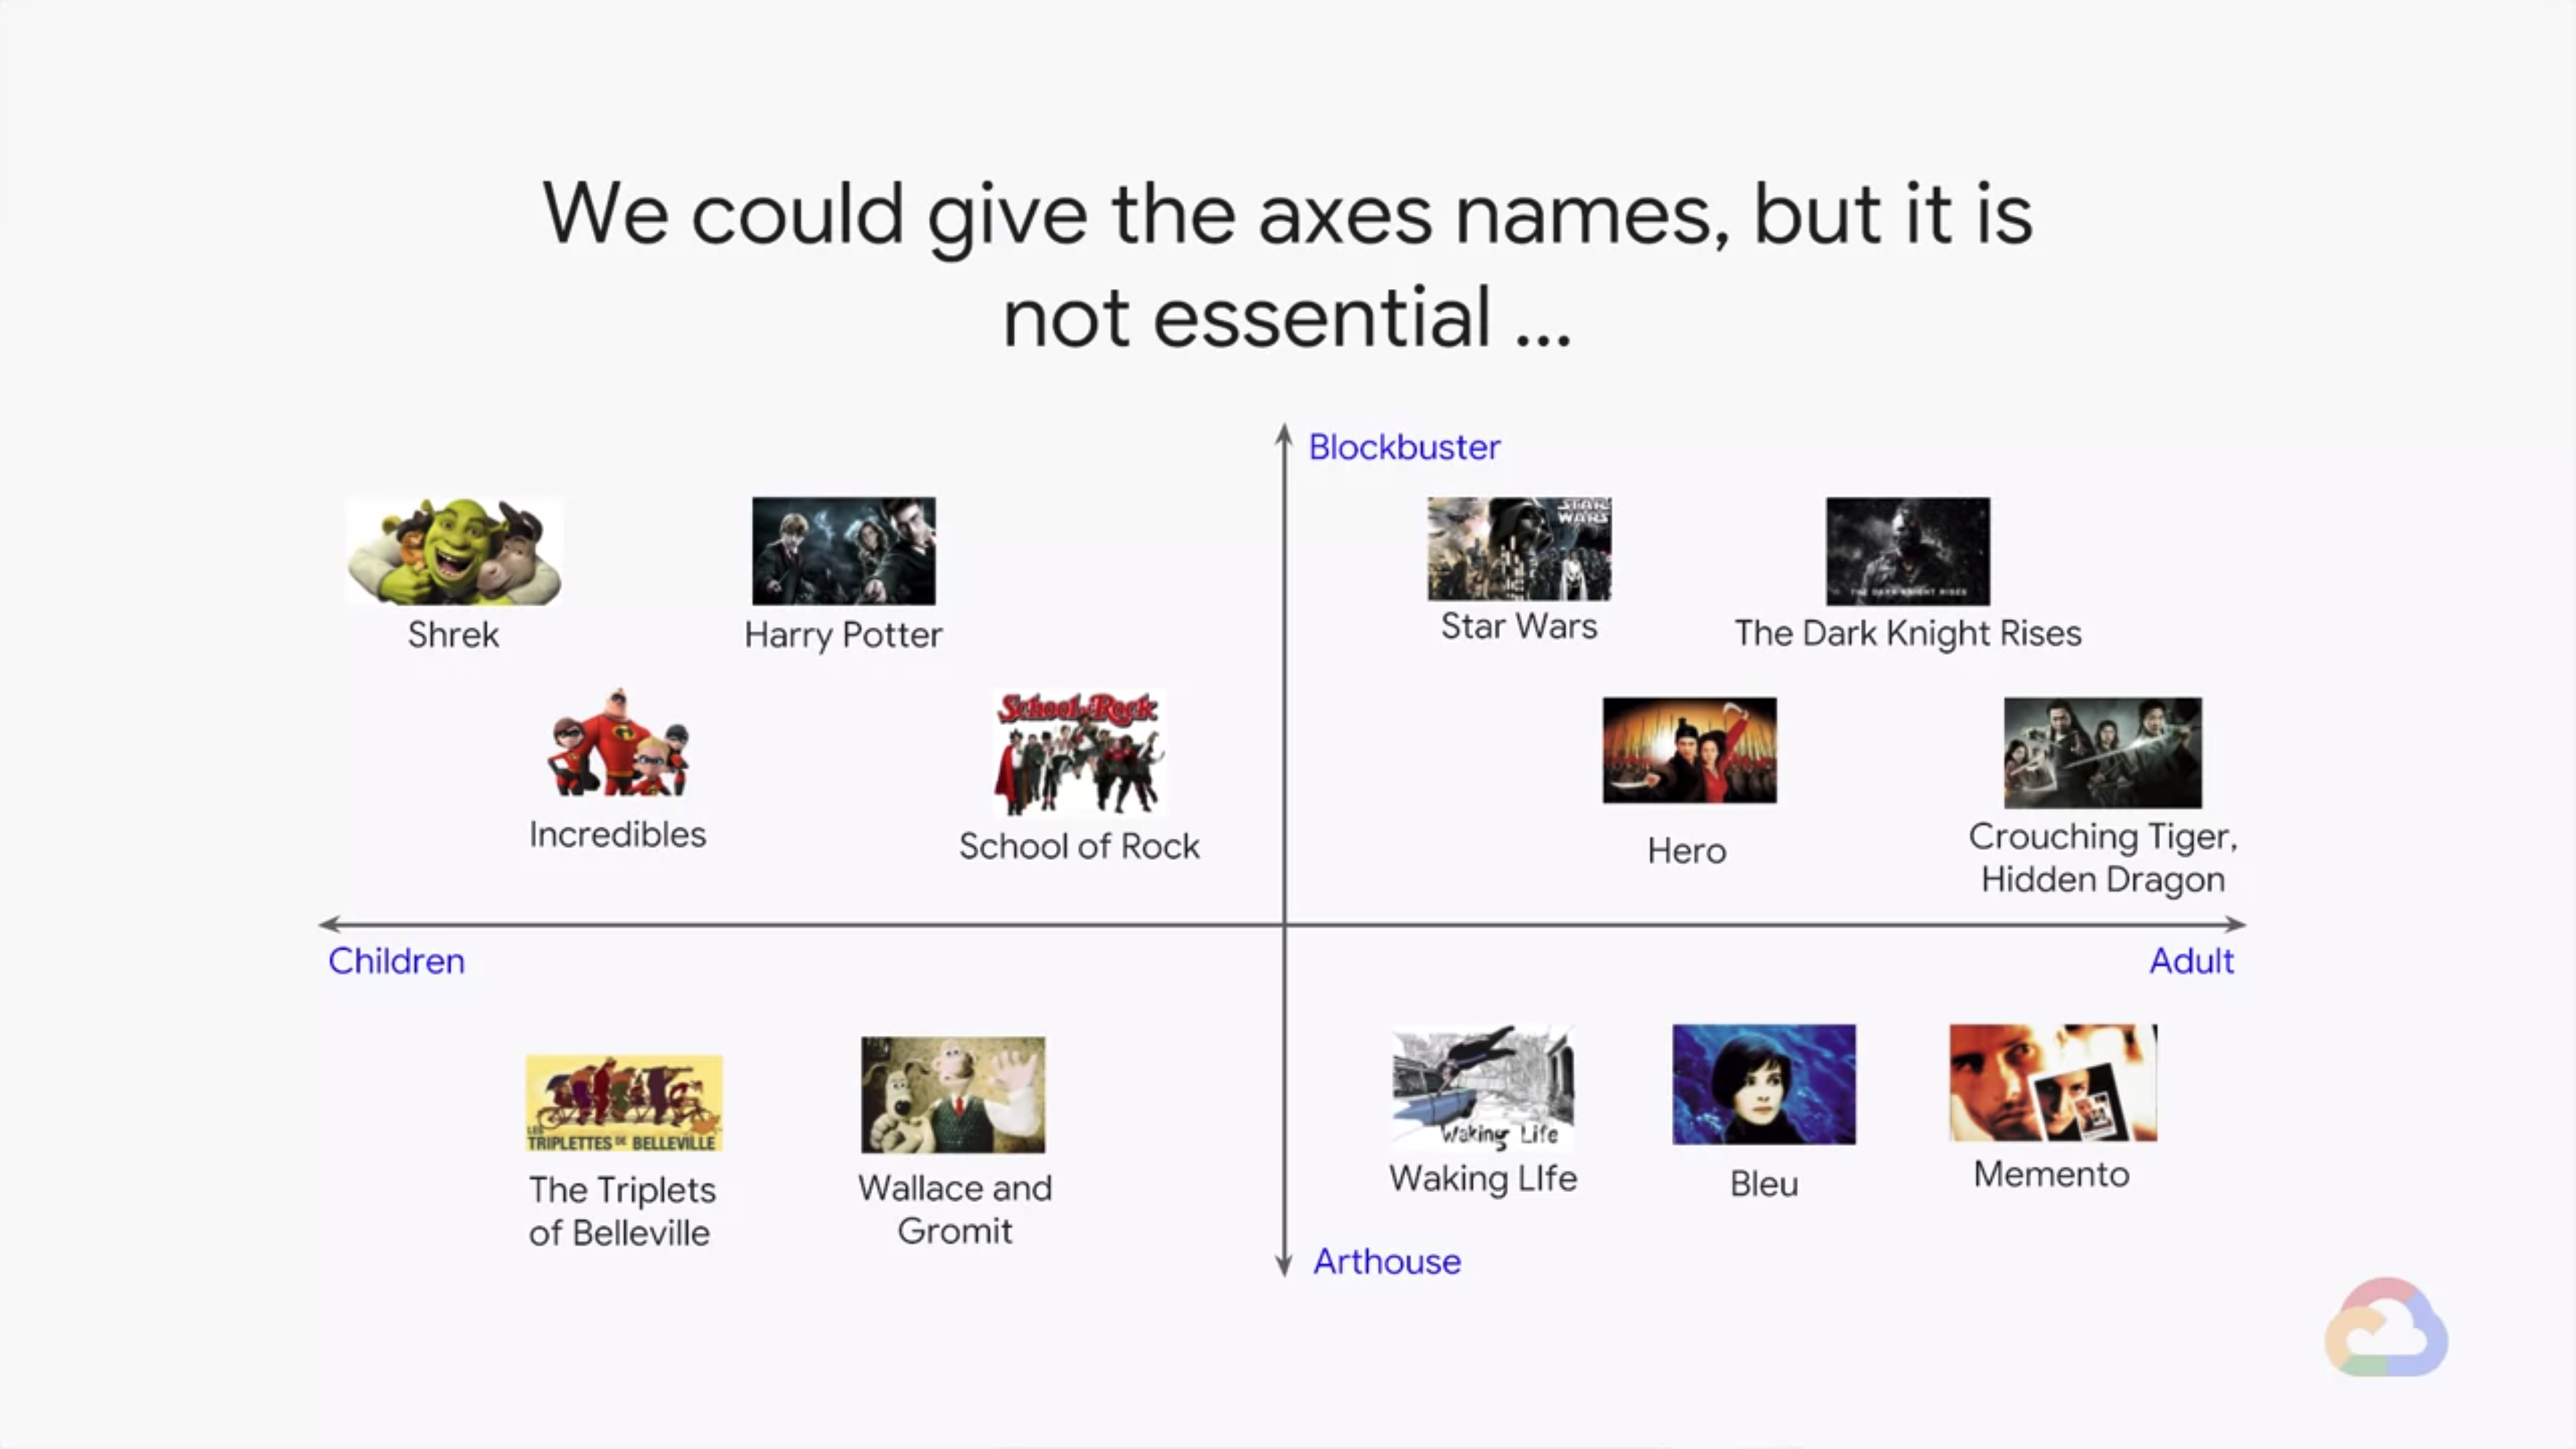 We could give the axes names, but it is
not essential ...
Blockbuster
STAR
WARS
THE DARK KNIGHT RISES
Shrek
Harry Potter
Star Wars
The Dark Knight Rises
School of Rock
Incredibles
School of Rock
Hero
Crouching Tiger,
Hidden Dragon
Children
Adult
LES
TRIPLETTES DE BELLEVILLE
Waking Life
The Triplets
of Belleville
Wallace and
Gromit
Waking LIfe
Bleu
Memento
Arthouse